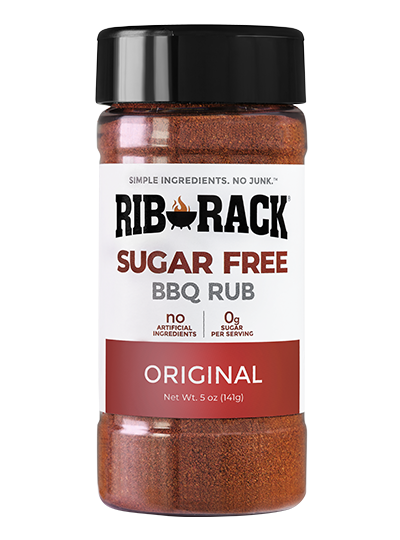 SIMPLE INGREDIENTS. NO JUNK.™
RIB RACK®
SUGAR FREE
BBQ RUB
no
ARTIFICIAL
INGREDIENTS
0g
SUGAR
PER SERVING
ORIGINAL
Net Wt. 5 oz (141g)